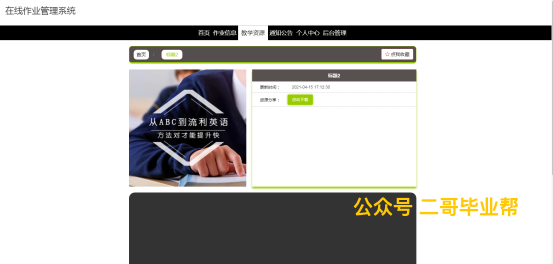 在线作业管理系统
首页 作业信息 教学资源 通知公告 个人中心 后台管理
首页 标题2 ☆ 点我收藏
标题2
更新时间： 2021-04-15 17:12:30
资源分享： 点击下载
从ABC到流利英语
方法对才能提升快
公众号 二哥毕业帮